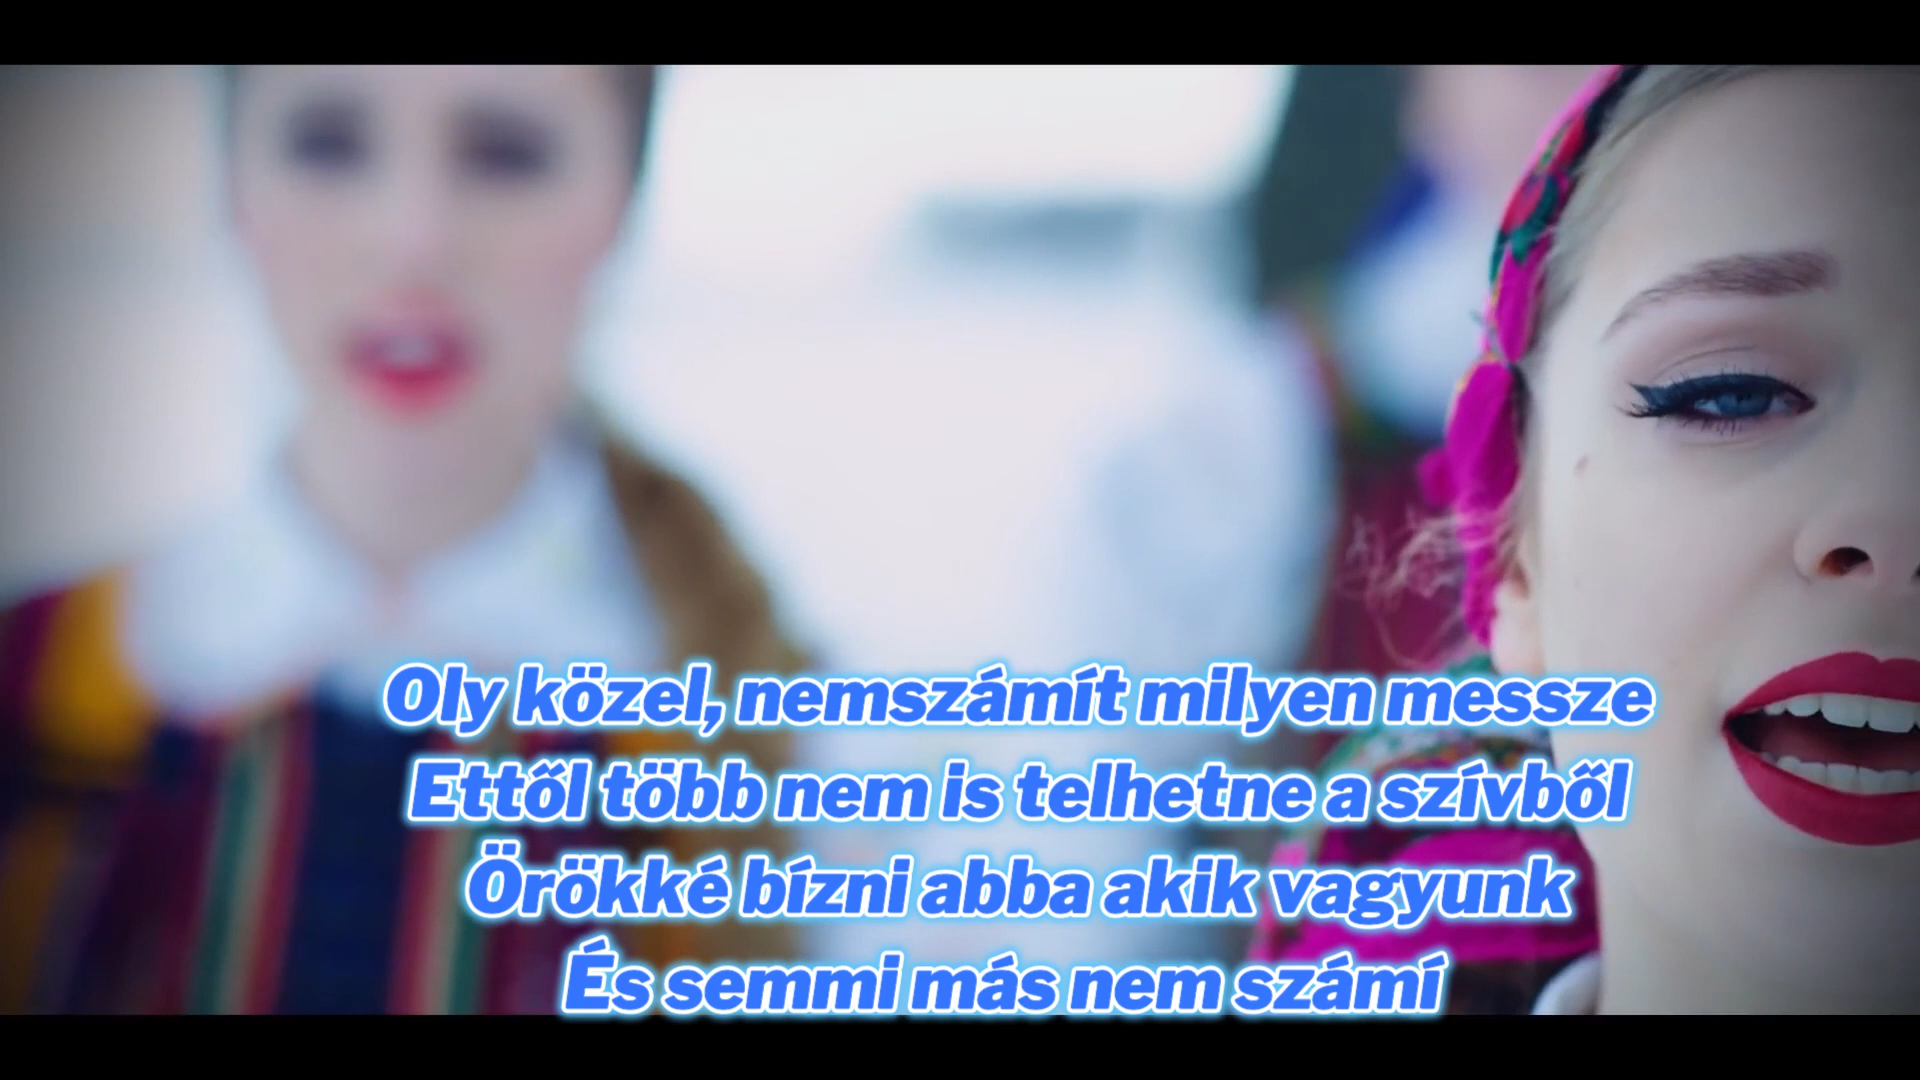 Oly közel, nemszámít milyen messze
Ettől több nem is telhetne a szívből
Örökké bízni abba akik vagyunk
És semmi más nem számí